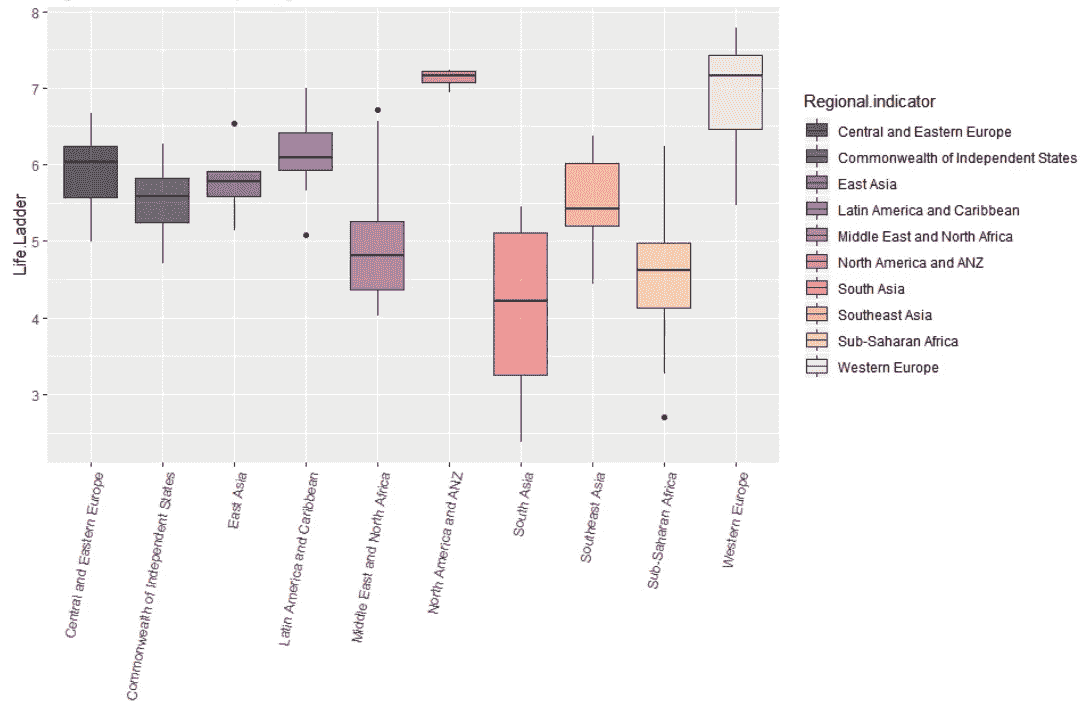 8
7
6
5
4
3
Life.Ladder
Central and Eastern Europe
Commonwealth of Independent States
East Asia
Latin America and Caribbean
Middle East and North Africa
North America and ANZ
South Asia
Southeast Asia
Sub-Saharan Africa
Western Europe
Regional.indicator
Central and Eastern Europe
Commonwealth of Independent States
East Asia
Latin America and Caribbean
Middle East and North Africa
North America and ANZ
South Asia
Southeast Asia
Sub-Saharan Africa
Western Europe